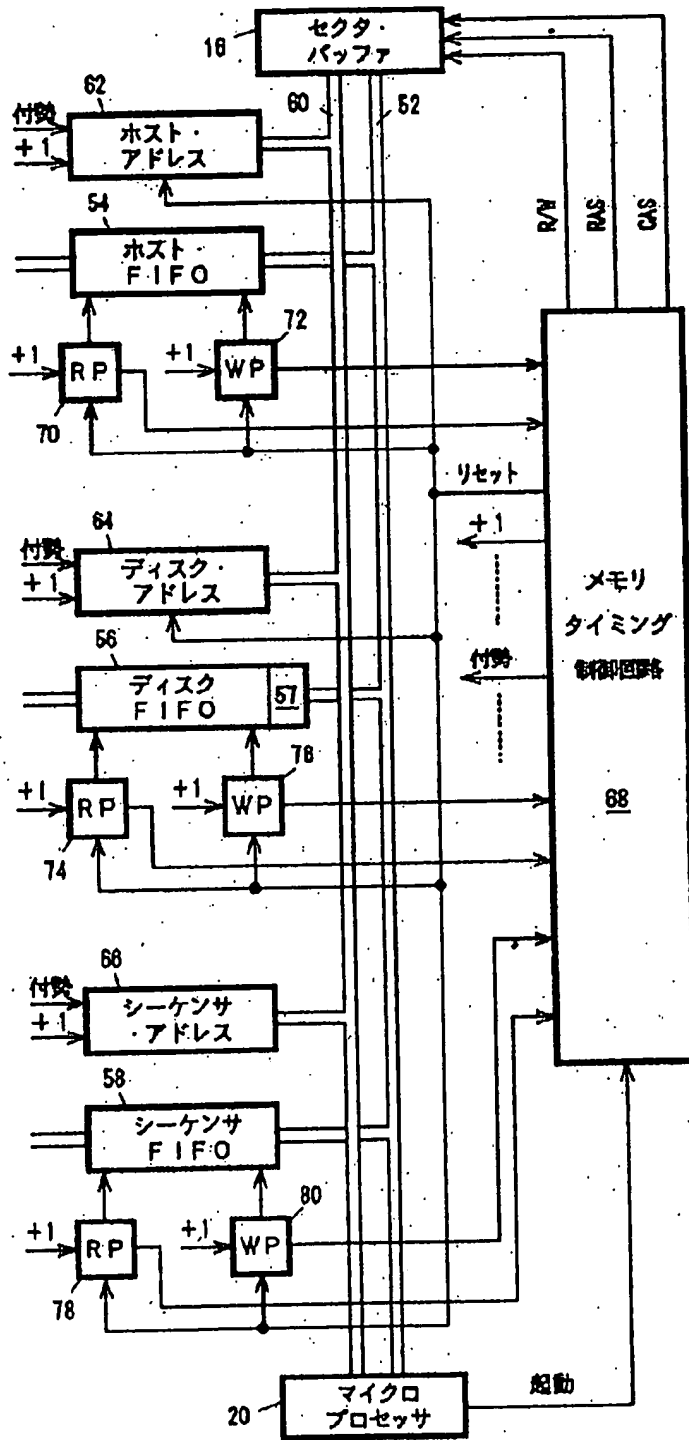 16
セクタ・
バッファ
62
60
52
付勢
+1
ホスト・
アドレス
54
ホスト・
FIFO
R/W
RAS
CAS
72
+1
RP
+1
WP
70
リセット
64
付勢
+1
ディスク・
アドレス
+1
メモリ
タイミング
制御回路
68
56
ディスク
FIFO
57
付勢
76
+1
RP
+1
WP
74
66
付勢
+1
シーケンサ
・アドレス
58
シーケンサ
FIFO
80
+1
RP
+1
WP
78
20
マイクロ
プロセッサ
起動